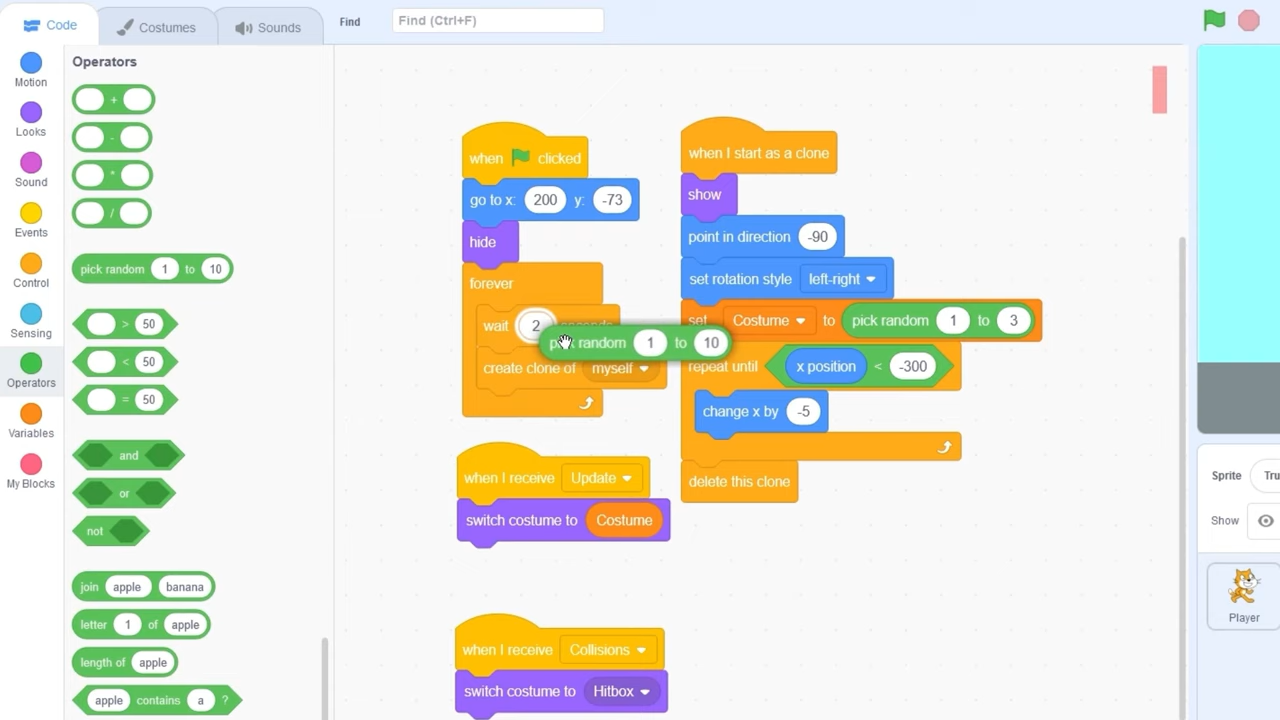 Code
Costumes
Sounds
Find
Find (Ctrl+F)
Motion
Looks
Sound
Events
Control
Sensing
Operators
Variables
My Blocks
Operators
+
-
*
/
pick random 1 to 10
> 50
< 50
= 50
and
or
not
join apple banana
letter 1 of apple
length of apple
apple contains a ?
when clicked
go to x: 200 y: -73
hide
forever
wait 2 seconds
pick random 1 to 10
create clone of myself
when I receive Update
switch costume to Costume
when I receive Collisions
switch costume to Hitbox
when I start as a clone
show
point in direction -90
set rotation style left-right
set Costume to pick random 1 to 3
repeat until x position < -300
change x by -5
delete this clone
Sprite
Show
Player